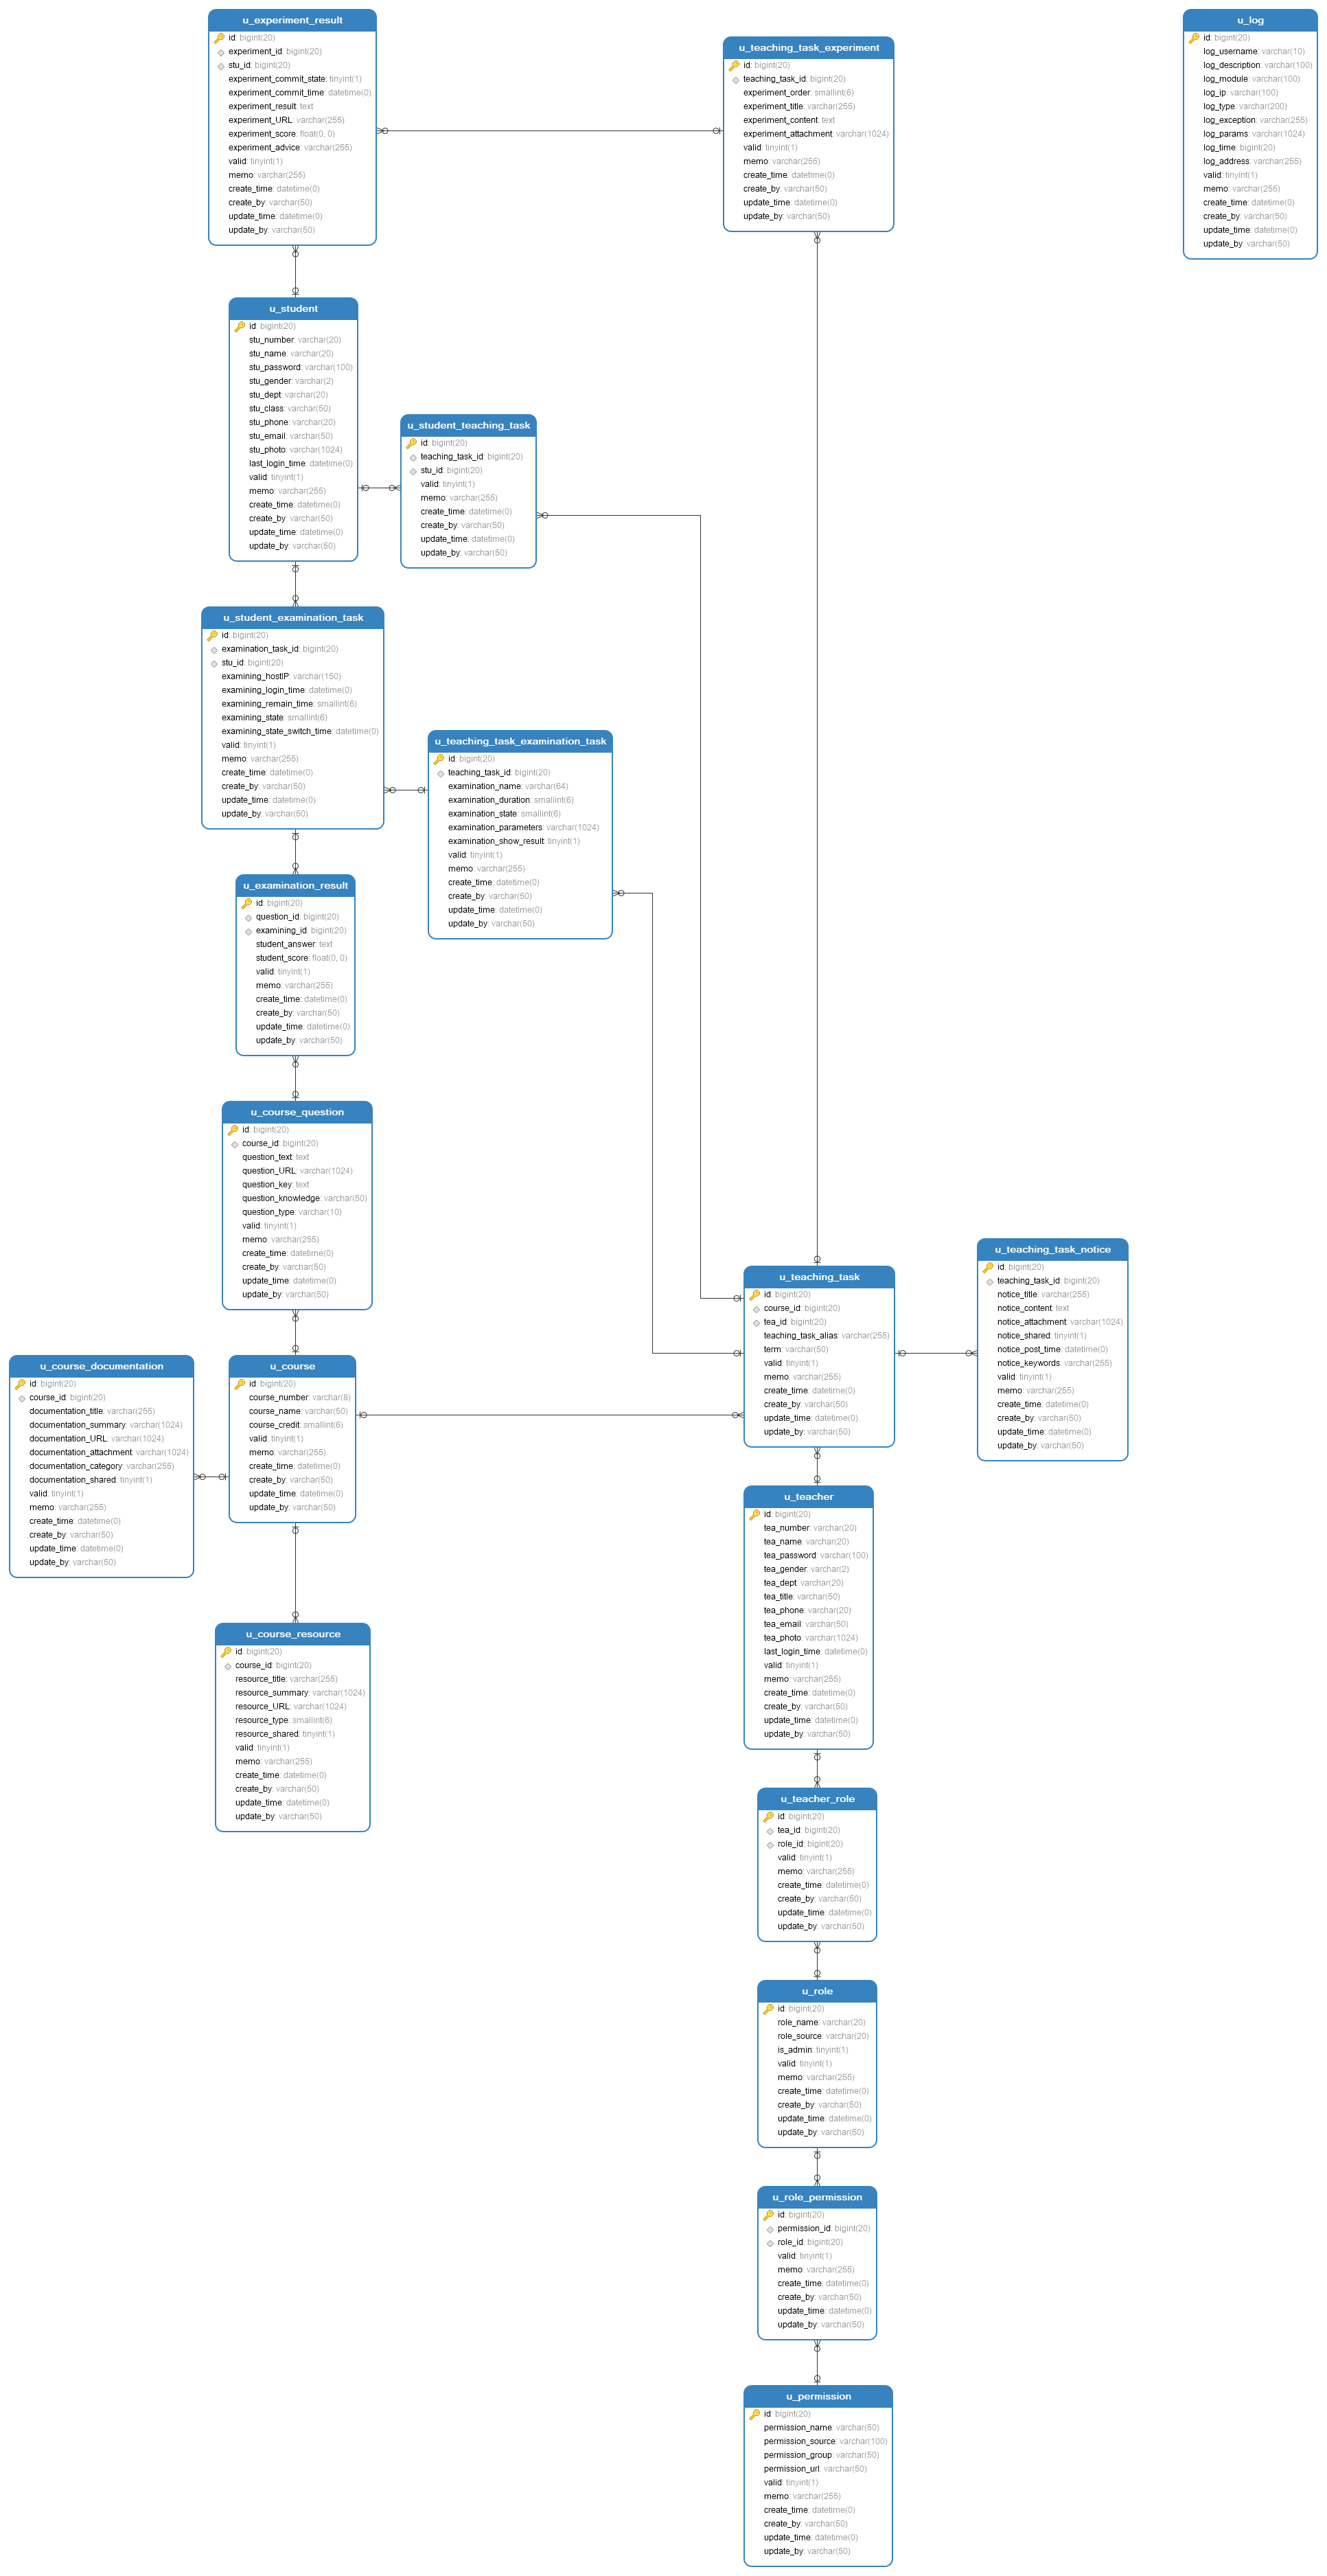 u_experiment_result
id: bigint(20)
experiment_id: bigint(20)
stu_id: bigint(20)
experiment_commit_state: tinyint(1)
experiment_commit_time: datetime(0)
experiment_result: text
experiment_URL: varchar(255)
experiment_score: float(0, 0)
experiment_advice: varchar(255)
valid: tinyint(1)
memo: varchar(255)
create_time: datetime(0)
create_by: varchar(50)
update_time: datetime(0)
update_by: varchar(50)
u_teaching_task_experiment
id: bigint(20)
teaching_task_id: bigint(20)
experiment_order: smallint(6)
experiment_title: varchar(255)
experiment_content: text
experiment_attachment: varchar(1024)
valid: tinyint(1)
memo: varchar(255)
create_time: datetime(0)
create_by: varchar(50)
update_time: datetime(0)
update_by: varchar(50)
u_log
id: bigint(20)
log_username: varchar(10)
log_description: varchar(100)
log_module: varchar(100)
log_ip: varchar(100)
log_type: varchar(200)
log_exception: varchar(255)
log_params: varchar(1024)
log_time: bigint(20)
log_address: varchar(255)
valid: tinyint(1)
memo: varchar(255)
create_time: datetime(0)
create_by: varchar(50)
update_time: datetime(0)
update_by: varchar(50)
u_student
id: bigint(20)
stu_number: varchar(20)
stu_name: varchar(20)
stu_password: varchar(100)
stu_gender: varchar(2)
stu_dept: varchar(20)
stu_class: varchar(50)
stu_phone: varchar(20)
stu_email: varchar(50)
stu_photo: varchar(1024)
last_login_time: datetime(0)
valid: tinyint(1)
memo: varchar(255)
create_time: datetime(0)
create_by: varchar(50)
update_time: datetime(0)
update_by: varchar(50)
u_student_teaching_task
id: bigint(20)
teaching_task_id: bigint(20)
stu_id: bigint(20)
valid: tinyint(1)
memo: varchar(255)
create_time: datetime(0)
create_by: varchar(50)
update_time: datetime(0)
update_by: varchar(50)
u_student_examination_task
id: bigint(20)
examination_task_id: bigint(20)
stu_id: bigint(20)
examining_hostIP: varchar(150)
examining_login_time: datetime(0)
examining_remain_time: smallint(6)
examining_state: smallint(6)
examining_state_switch_time: datetime(0)
valid: tinyint(1)
memo: varchar(255)
create_time: datetime(0)
create_by: varchar(50)
update_time: datetime(0)
update_by: varchar(50)
u_teaching_task_examination_task
id: bigint(20)
teaching_task_id: bigint(20)
examination_name: varchar(64)
examination_duration: smallint(6)
examination_state: smallint(6)
examination_parameters: varchar(1024)
examination_show_result: tinyint(1)
valid: tinyint(1)
memo: varchar(255)
create_time: datetime(0)
create_by: varchar(50)
update_time: datetime(0)
update_by: varchar(50)
u_examination_result
id: bigint(20)
question_id: bigint(20)
examining_id: bigint(20)
student_answer: text
student_score: float(0, 0)
valid: tinyint(1)
memo: varchar(255)
create_time: datetime(0)
create_by: varchar(50)
update_time: datetime(0)
update_by: varchar(50)
u_course_question
id: bigint(20)
course_id: bigint(20)
question_text: text
question_URL: varchar(1024)
question_key: text
question_knowledge: varchar(50)
question_type: varchar(10)
valid: tinyint(1)
memo: varchar(255)
create_time: datetime(0)
create_by: varchar(50)
update_time: datetime(0)
update_by: varchar(50)
u_teaching_task_notice
id: bigint(20)
teaching_task_id: bigint(20)
notice_title: varchar(255)
notice_content: text
notice_attachment: varchar(1024)
notice_shared: tinyint(1)
notice_post_time: datetime(0)
notice_keywords: varchar(255)
valid: tinyint(1)
memo: varchar(255)
create_time: datetime(0)
create_by: varchar(50)
update_time: datetime(0)
update_by: varchar(50)
u_teaching_task
id: bigint(20)
course_id: bigint(20)
tea_id: bigint(20)
teaching_task_alias: varchar(255)
term: varchar(50)
valid: tinyint(1)
memo: varchar(255)
create_time: datetime(0)
create_by: varchar(50)
update_time: datetime(0)
update_by: varchar(50)
u_course_documentation
id: bigint(20)
course_id: bigint(20)
documentation_title: varchar(255)
documentation_summary: varchar(1024)
documentation_URL: varchar(1024)
documentation_attachment: varchar(1024)
documentation_category: varchar(255)
documentation_shared: tinyint(1)
valid: tinyint(1)
memo: varchar(255)
create_time: datetime(0)
create_by: varchar(50)
update_time: datetime(0)
update_by: varchar(50)
u_course
id: bigint(20)
course_number: varchar(8)
course_name: varchar(50)
course_credit: smallint(6)
valid: tinyint(1)
memo: varchar(255)
create_time: datetime(0)
create_by: varchar(50)
update_time: datetime(0)
update_by: varchar(50)
u_teacher
id: bigint(20)
tea_number: varchar(20)
tea_name: varchar(20)
tea_password: varchar(100)
tea_gender: varchar(2)
tea_dept: varchar(20)
tea_title: varchar(50)
tea_phone: varchar(20)
tea_email: varchar(50)
tea_photo: varchar(1024)
last_login_time: datetime(0)
valid: tinyint(1)
memo: varchar(255)
create_time: datetime(0)
create_by: varchar(50)
update_time: datetime(0)
update_by: varchar(50)
u_course_resource
id: bigint(20)
course_id: bigint(20)
resource_title: varchar(255)
resource_summary: varchar(1024)
resource_URL: varchar(1024)
resource_type: smallint(6)
resource_shared: tinyint(1)
valid: tinyint(1)
memo: varchar(255)
create_time: datetime(0)
create_by: varchar(50)
update_time: datetime(0)
update_by: varchar(50)
u_teacher_role
id: bigint(20)
tea_id: bigint(20)
role_id: bigint(20)
valid: tinyint(1)
memo: varchar(255)
create_time: datetime(0)
create_by: varchar(50)
update_time: datetime(0)
update_by: varchar(50)
u_role
id: bigint(20)
role_name: varchar(20)
role_source: varchar(20)
is_admin: tinyint(1)
valid: tinyint(1)
memo: varchar(255)
create_time: datetime(0)
create_by: varchar(50)
update_time: datetime(0)
update_by: varchar(50)
u_role_permission
id: bigint(20)
permission_id: bigint(20)
role_id: bigint(20)
valid: tinyint(1)
memo: varchar(255)
create_time: datetime(0)
create_by: varchar(50)
update_time: datetime(0)
update_by: varchar(50)
u_permission
id: bigint(20)
permission_name: varchar(50)
permission_source: varchar(100)
permission_group: varchar(50)
permission_url: varchar(50)
valid: tinyint(1)
memo: varchar(255)
create_time: datetime(0)
create_by: varchar(50)
update_time: datetime(0)
update_by: varchar(50)